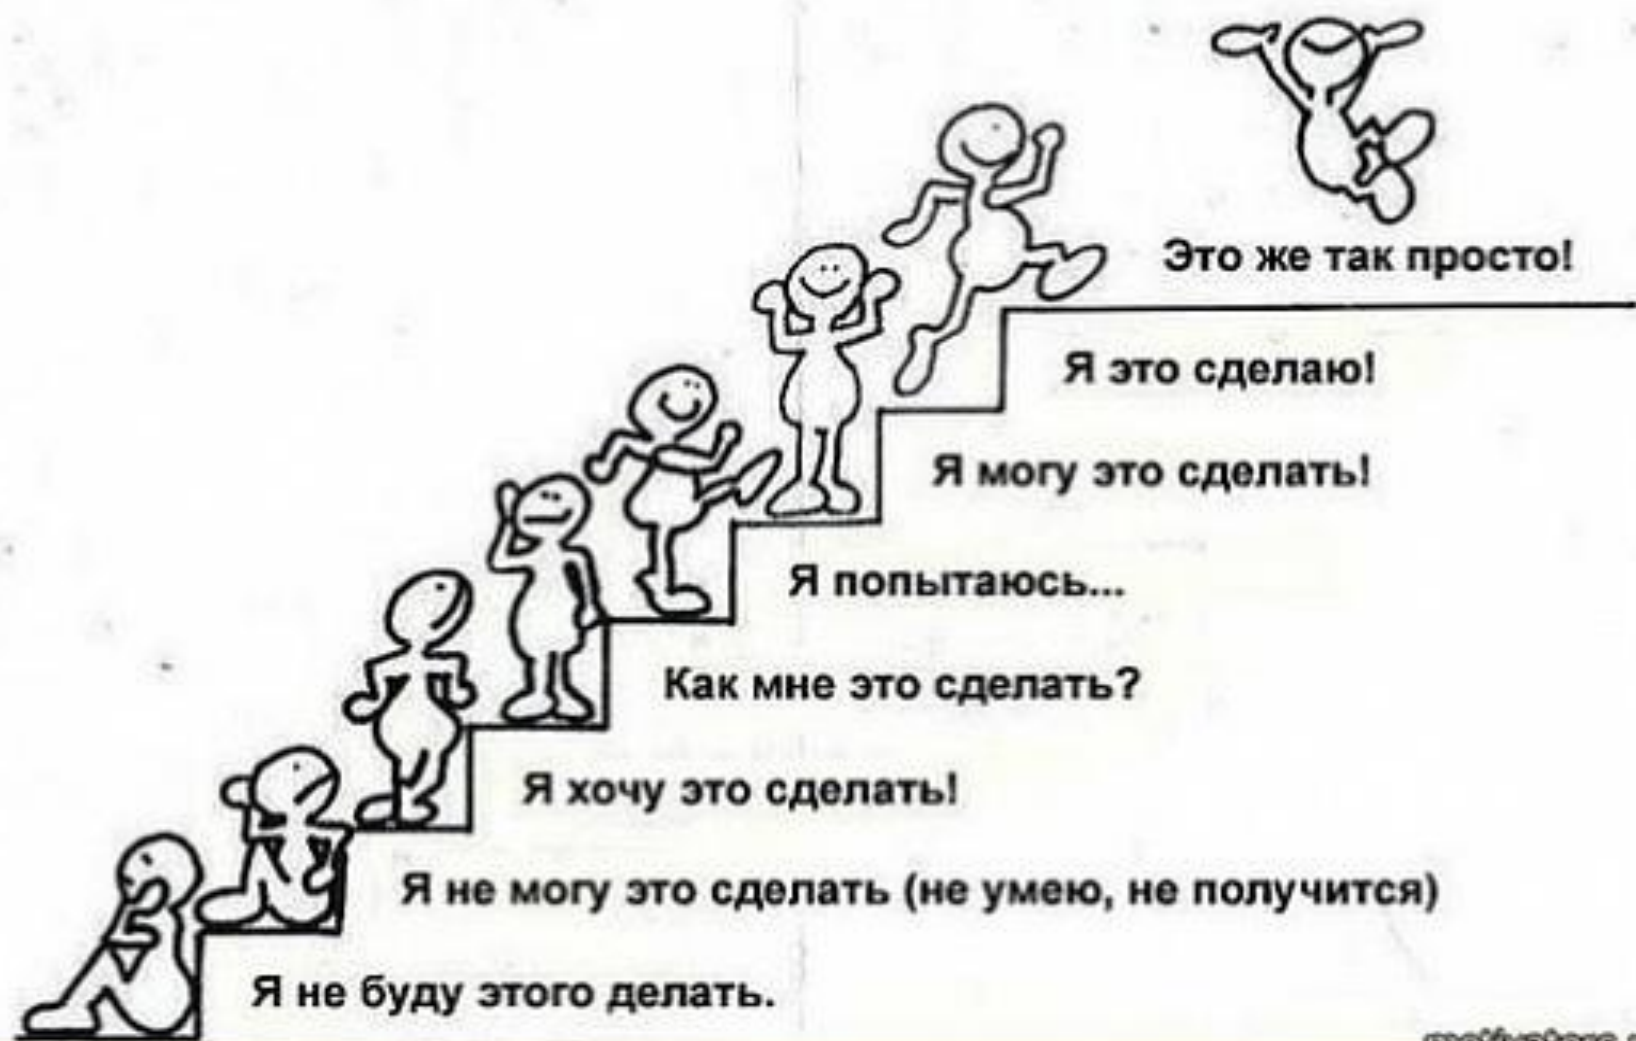 Это же так просто!
Я это сделаю!
Я могу это сделать!
Я попытаюсь...
Как мне это сделать?
Я хочу это сделать!
Я не могу это сделать (не умею, не получится)
Я не буду этого делать.